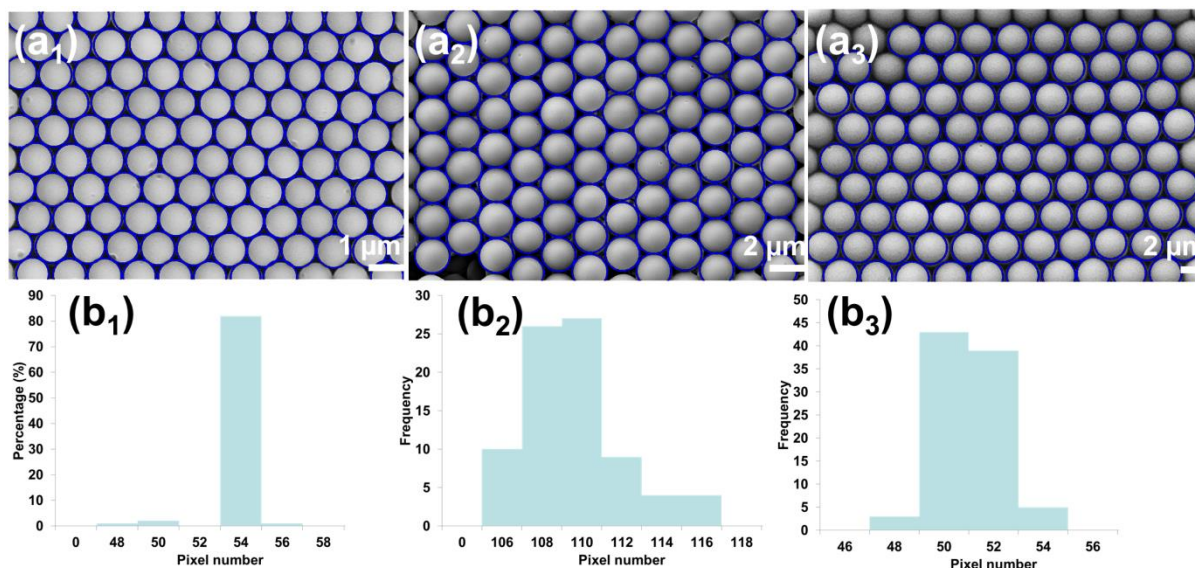 (a₁)
1 μm
(a₂)
2 μm
(a₃)
2 μm
(b₁)
Percentage (%)
90
80
70
60
50
40
30
20
10
0
0 48 50 52 54 56 58
Pixel number
(b₂)
Frequency
30
25
20
15
10
5
0
0 106 108 110 112 114 116 118
Pixel number
(b₃)
Frequency
50
45
40
35
30
25
20
15
10
5
0
46 48 50 52 54 56
Pixel number